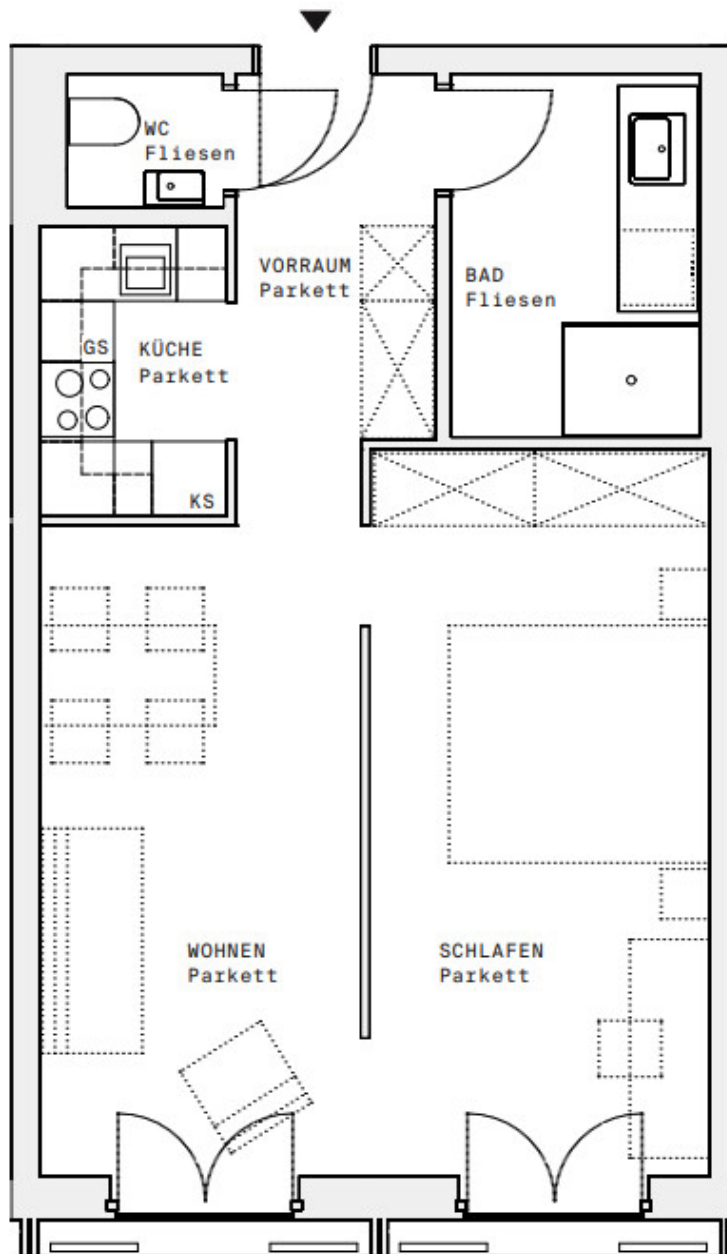 WC
Fliesen
VORRAUM
Parkett
BAD
Fliesen
GS
KÜCHE
Parkett
KS
WOHNEN
Parkett
SCHLAFEN
Parkett